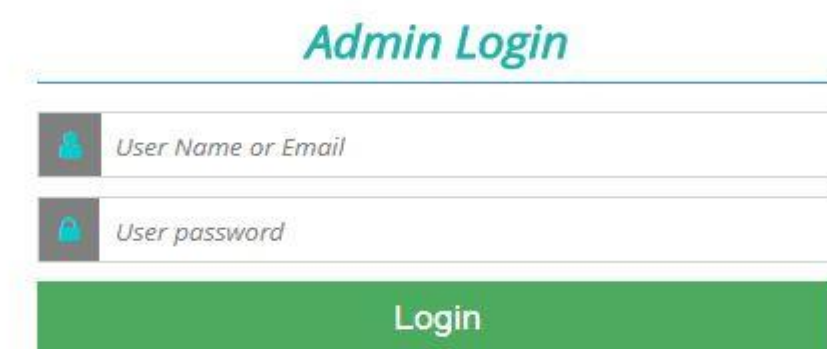 Admin Login
User Name or Email
User password
Login